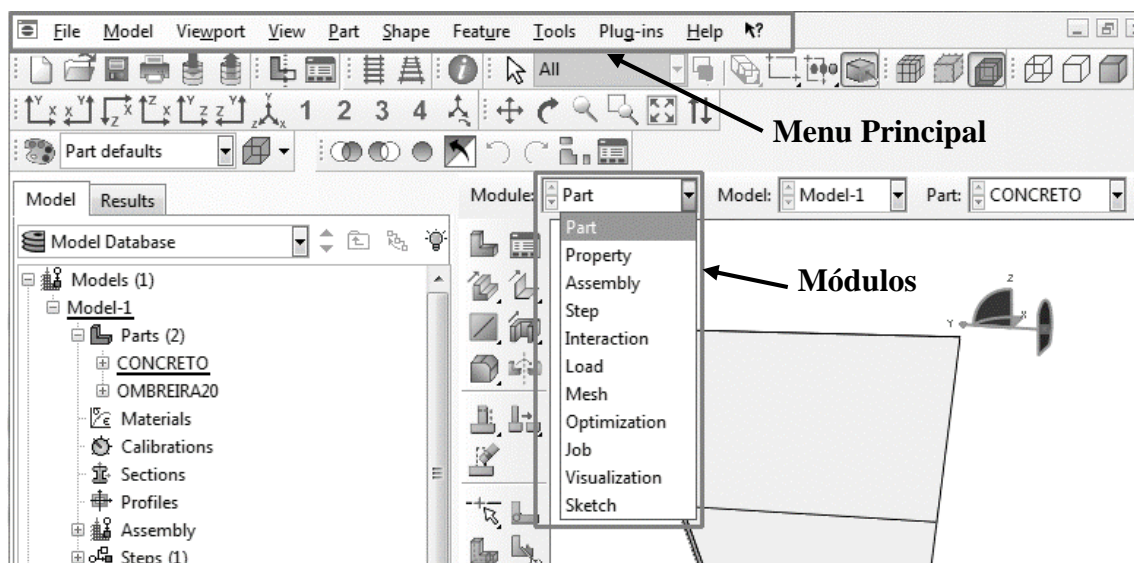 File Model Viewport View Part Shape Feature Tools Plug-ins Help
All
1 2 3 4
Menu Principal
Part defaults
Model Results
Module: Part Model: Model-1 Part: CONCRETO
Model Database
Part
Property
Assembly
Step
Interaction
Load
Mesh
Optimization
Job
Visualization
Sketch
Módulos
Models (1)
Model-1
Parts (2)
CONCRETO
OMBREIRA20
Materials
Calibrations
Sections
Profiles
Assembly
Steps (1)
Z
Y
X